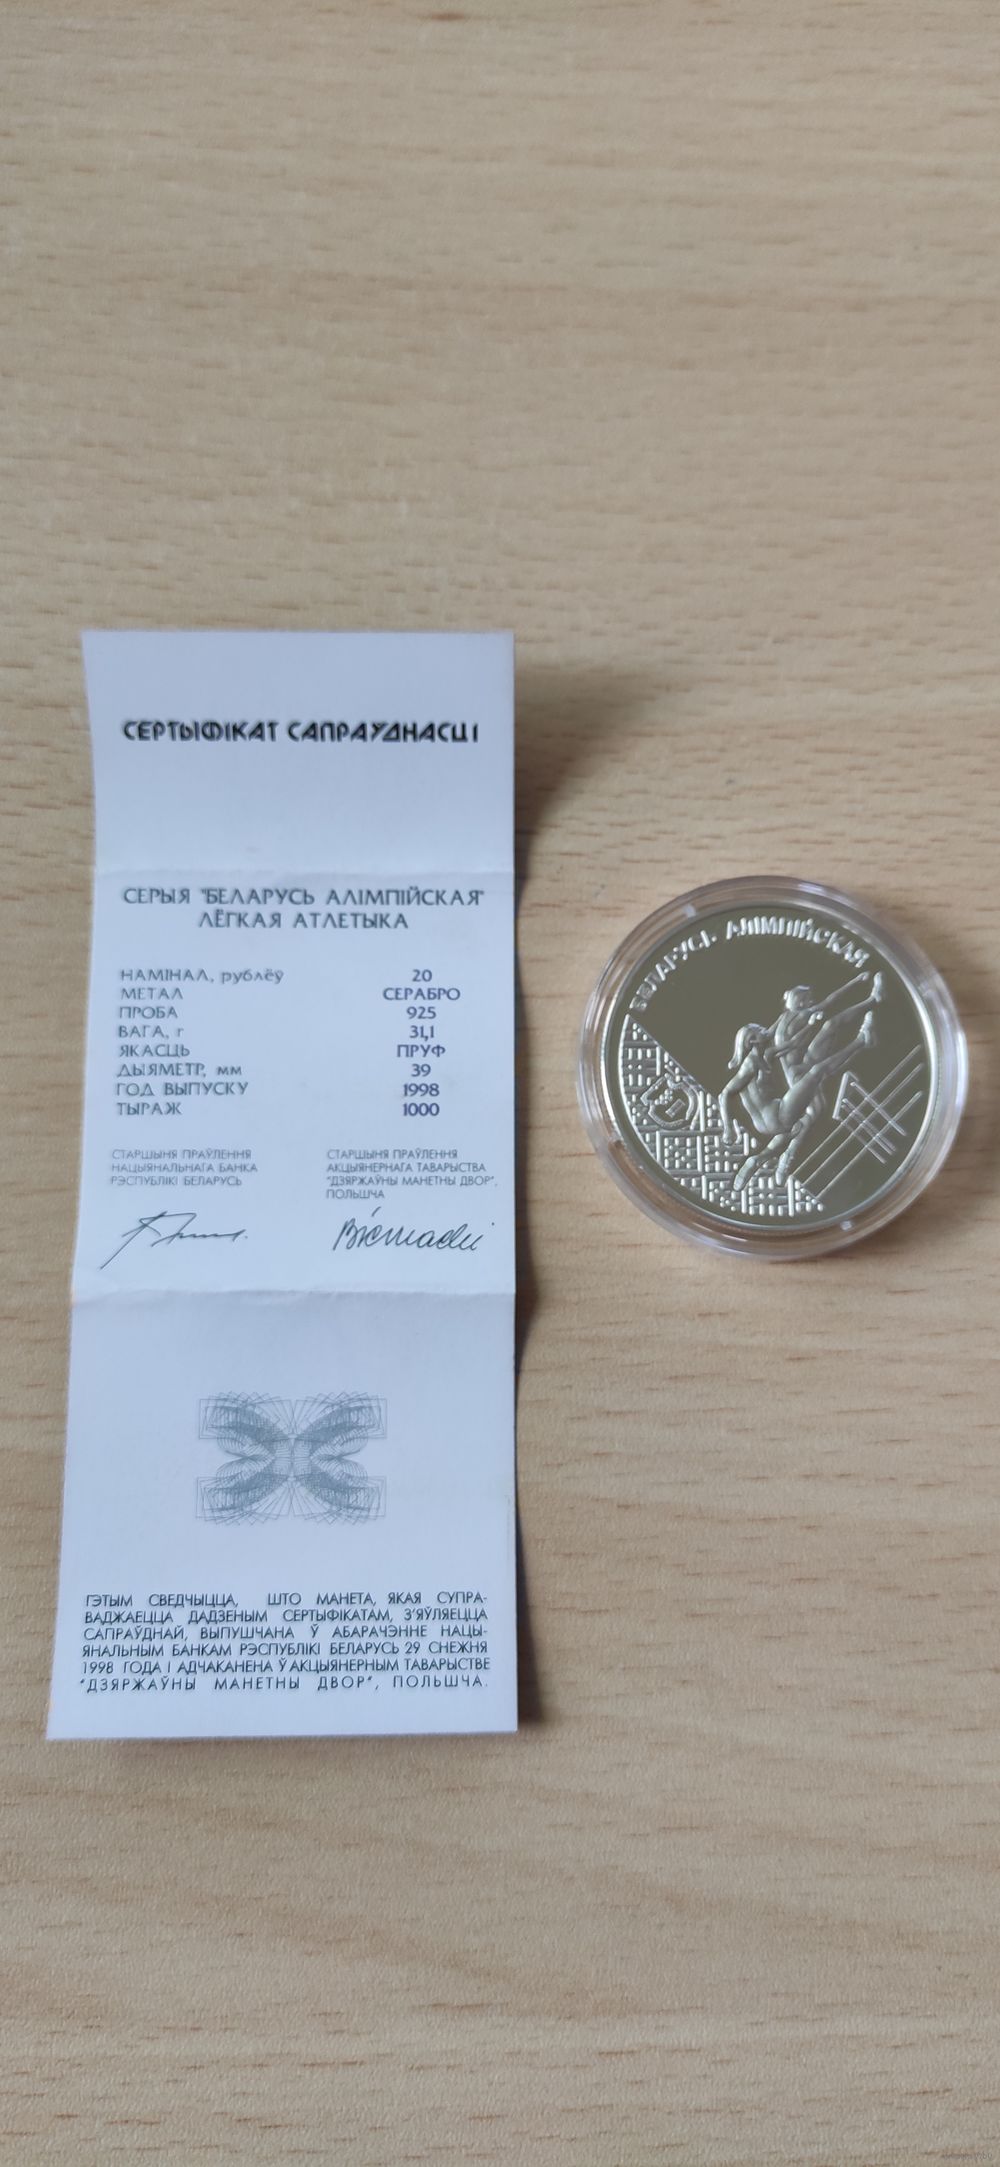 СЕРТЫФІКАТ САПРАЎДНАСЦІ
СЕРЫЯ "БЕЛАРУСЬ АЛІМПІЙСКАЯ"
ЛЁГКАЯ АТЛЕТЫКА
НАМІНАЛ, рублёў 20
МЕТАЛ СЕРАБРО
ПРОБА 925
ВАГА, г 31,1
ЯКАСЦЬ ПРУФ
ДЫЯМЕТР, мм 39
ГОД ВЫПУСКУ 1998
ТЫРАЖ 1000
СТАРШЫНЯ ПРАЎЛЕННЯ
НАЦЫЯНАЛЬНАГА БАНКА
РЭСПУБЛІКІ БЕЛАРУСЬ
СТАРШЫНЯ ПРАЎЛЕННЯ
АКЦЫЯНЕРНАГА ТАВАРЫСТВА
"ДЗЯРЖАЎНЫ МАНЕТНЫ ДВОР",
ПОЛЬШЧА
ГЭТЫМ СВЕДЧЫЦЦА, ШТО МАНЕТА, ЯКАЯ СУПРА-
ВАДЖАЕЦЦА ДАДЗЕНЫМ СЕРТЫФІКАТАМ, З'ЯЎЛЯЕЦЦА
САПРАЎДНАЙ, ВЫПУШЧАНА Ў АБАРАЧЭННЕ НАЦЫ-
ЯНАЛЬНЫМ БАНКАМ РЭСПУБЛІКІ БЕЛАРУСЬ 29 СНЕЖНЯ
1998 ГОДА І АДЧАКАНЕНА Ў АКЦЫЯНЕРНЫМ ТАВАРЫСТВЕ
"ДЗЯРЖАЎНЫ МАНЕТНЫ ДВОР", ПОЛЬШЧА.
БЕЛАРУСЬ АЛІМПІЙСКАЯ